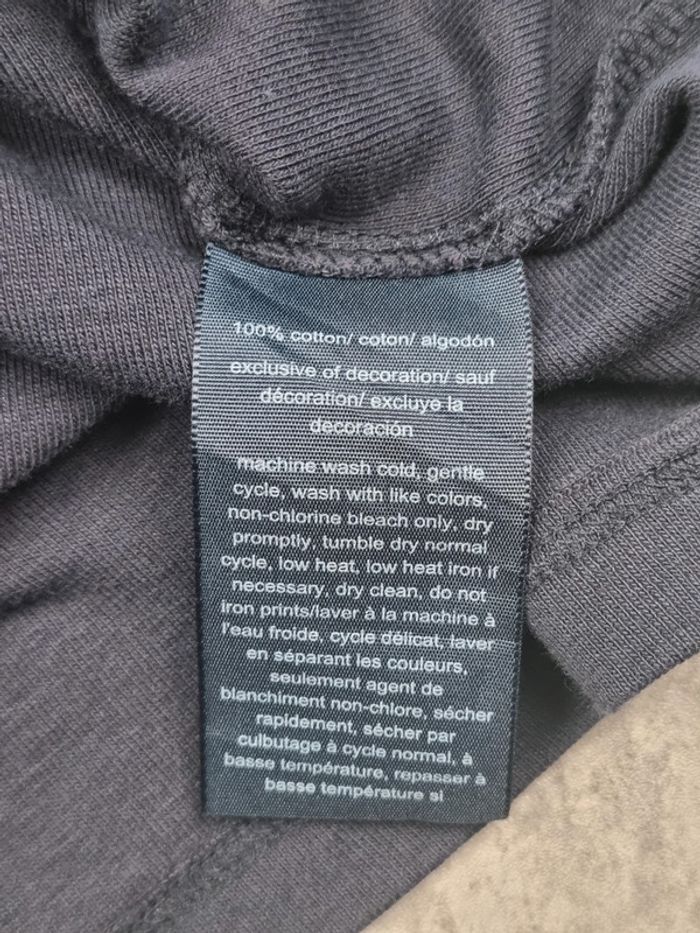 100% cotton/ coton/ algodón
exclusive of decoration/ sauf
décoration/ excluye la
decoración
machine wash cold, gentle
cycle, wash with like colors,
non-chlorine bleach only, dry
promptly, tumble dry normal
cycle, low heat, low heat iron if
necessary, dry clean, do not
iron prints/laver à la machine à
l'eau froide, cycle délicat, laver
en séparant les couleurs,
seulement agent de
blanchiment non-chlore, sécher
rapidement, sécher par
culbutage à cycle normal, à
basse température, repasser à
basse température si